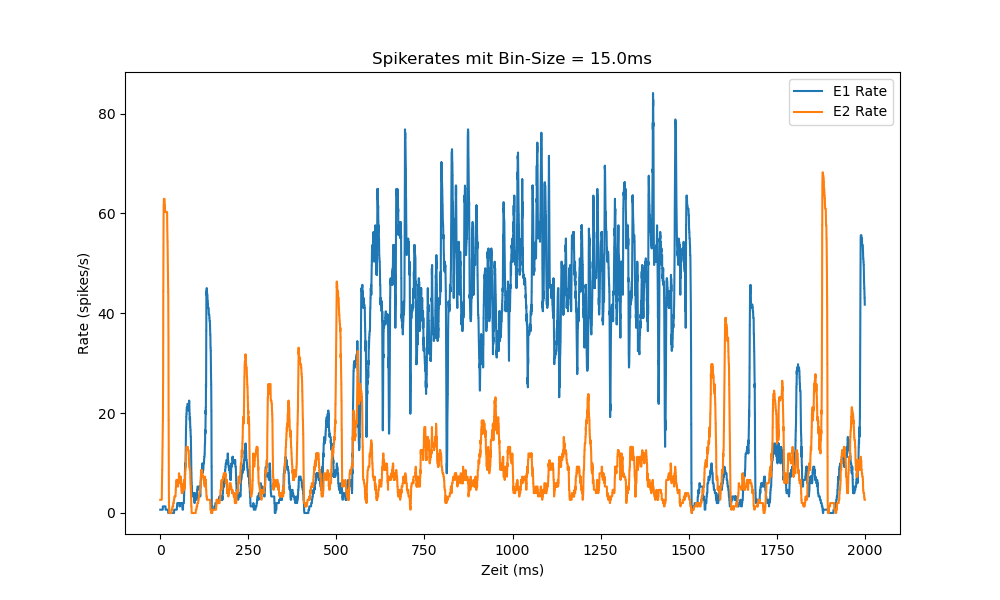 Spikerates mit Bin-Size = 15.0ms
E1 Rate
E2 Rate
Rate (spikes/s)
80
60
40
20
0
0 250 500 750 1000 1250 1500 1750 2000
Zeit (ms)